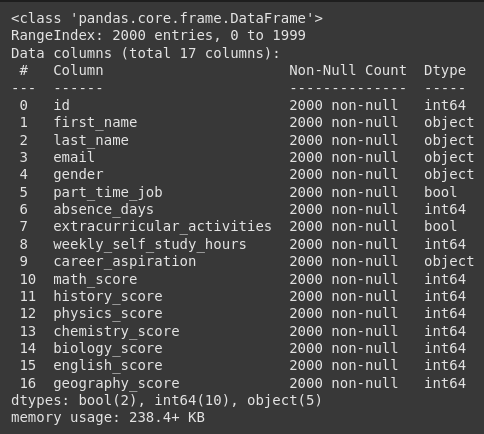 <class 'pandas.core.frame.DataFrame'>
RangeIndex: 2000 entries, 0 to 1999
Data columns (total 17 columns):
 #   Column                      Non-Null Count  Dtype
---  ------                      --------------  -----
 0   id                          2000 non-null   int64
 1   first_name                  2000 non-null   object
 2   last_name                   2000 non-null   object
 3   email                       2000 non-null   object
 4   gender                      2000 non-null   object
 5   part_time_job               2000 non-null   bool
 6   absence_days                2000 non-null   int64
 7   extracurricular_activities  2000 non-null   bool
 8   weekly_self_study_hours     2000 non-null   int64
 9   career_aspiration           2000 non-null   object
 10  math_score                  2000 non-null   int64
 11  history_score               2000 non-null   int64
 12  physics_score               2000 non-null   int64
 13  chemistry_score             2000 non-null   int64
 14  biology_score               2000 non-null   int64
 15  english_score               2000 non-null   int64
 16  geography_score             2000 non-null   int64
dtypes: bool(2), int64(10), object(5)
memory usage: 238.4+ KB